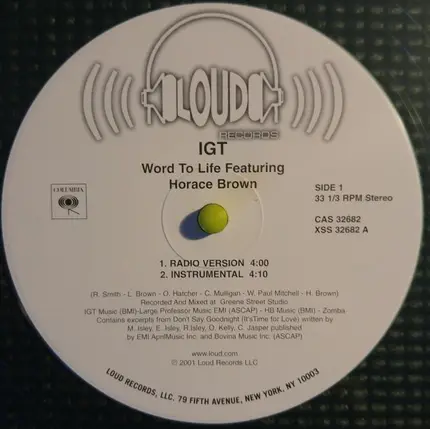 LOUD
RECORDS
IGT
Word To Life Featuring
Horace Brown
COLUMBIA
SIDE 1
33 1/3 RPM Stereo
CAS 32682
XSS 32682 A
1. RADIO VERSION 4:00
2. INSTRUMENTAL 4:10
(R. Smith - L. Brown - O. Hatcher - C. Mulligan - W. Paul Mitchell - H. Brown)
Recorded And Mixed at Greene Street Studio
IGT Music (BMI)-Large Professor Music EMI (ASCAP) - HB Music (BMI) - Zomba
Contains excerpts from Don't Say Goodnight (It'sTime for Love) written by
M. Isley, E. Isley, R.Isley, O. Kelly, C. Jasper published
by EMI AprilMusic Inc. and Bovina Music Inc. (ASCAP)
www.loud.com
℗ 2001 Loud Records LLC
LOUD RECORDS, LLC, 79 FIFTH AVENUE, NEW YORK, NY 10003